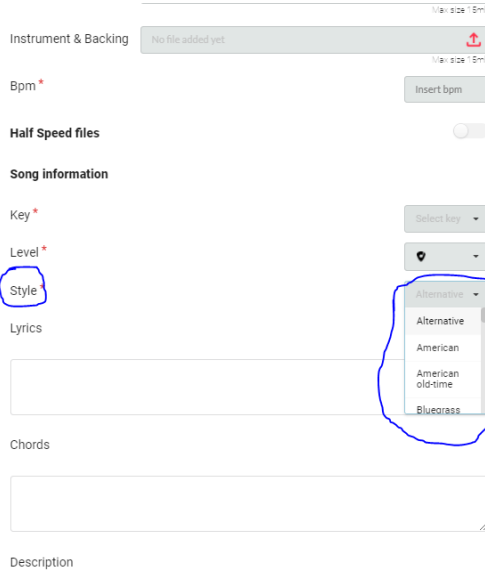 Max size 15m
Instrument & Backing No file added yet
Max size 15m
Bpm * Insert bpm
Half Speed files
Song information
Key * Select key
Level *
Style * Alternative
Alternative
Lyrics
American
American
old-time
Bluegrass
Chords
Description